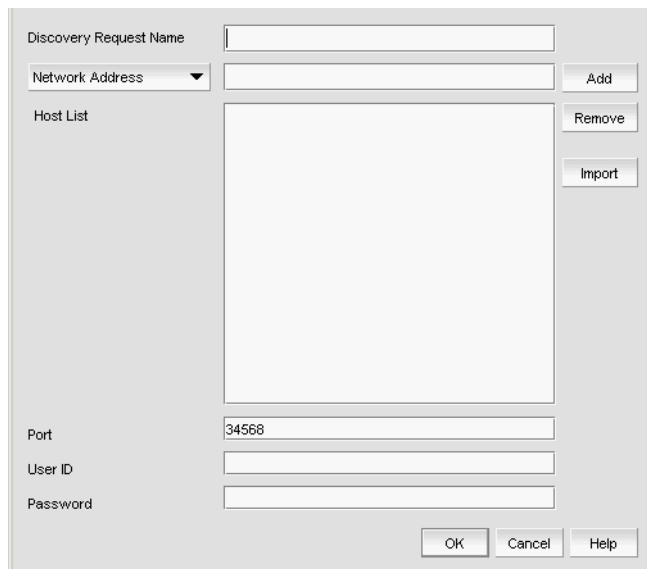 Discovery Request Name
Network Address
Add
Host List
Remove
Import
Port
34568
User ID
Password
OK
Cancel
Help